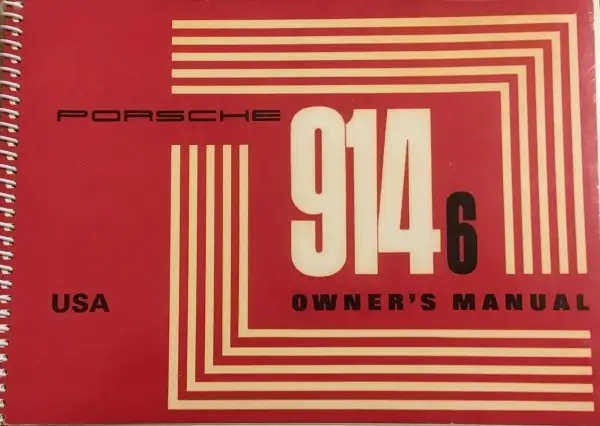 PORSCHE
914 6
USA
OWNER'S MANUAL